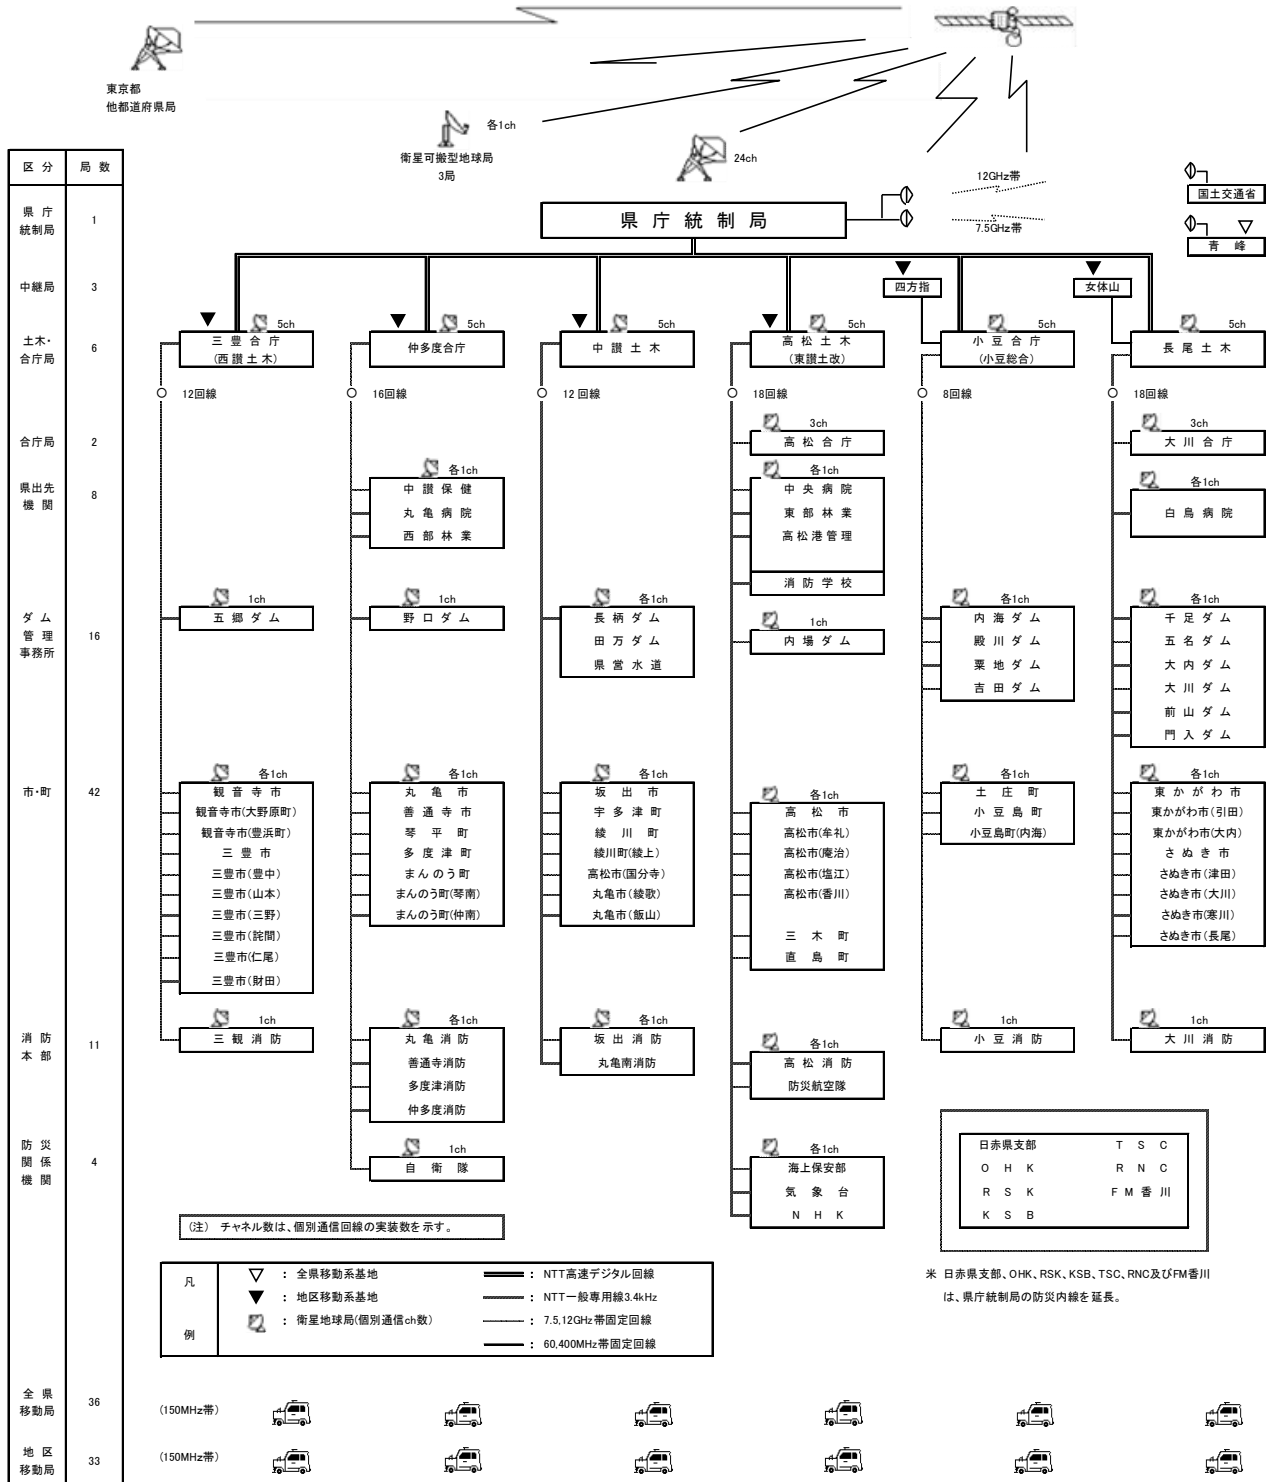 東京都
他都道府県局
各1ch
衛星可搬型地球局
3局
24ch
12GHz帯
7.5GHz帯
国土交通省
青峰
区分 局数
県庁
統制局
1
県庁統制局
中継局 3
四方指
女体山
土木・
合庁局
6
5ch
三豊合庁
(西讃土木)
5ch
仲多度合庁
5ch
中讃土木
5ch
高松土木
(東讃土改)
5ch
小豆合庁
(小豆総合)
5ch
長尾土木
12回線
16回線
12回線
18回線
8回線
18回線
合庁局 2
3ch
高松合庁
3ch
大川合庁
県出先
機関
8
各1ch
中讃保健
丸亀病院
西部林業
各1ch
中央病院
東部林業
高松港管理
消防学校
各1ch
白鳥病院
ダム
管理
事務所
16
1ch
五郷ダム
1ch
野口ダム
各1ch
長柄ダム
田万ダム
県営水道
1ch
内場ダム
各1ch
内海ダム
殿川ダム
粟地ダム
吉田ダム
各1ch
千足ダム
五名ダム
大内ダム
大川ダム
前山ダム
門入ダム
市・町 42
各1ch
観音寺市
観音寺市(大野原町)
観音寺市(豊浜町)
三豊市
三豊市(豊中)
三豊市(山本)
三豊市(三野)
三豊市(詫間)
三豊市(仁尾)
三豊市(財田)
各1ch
丸亀市
善通寺市
琴平町
多度津町
まんのう町
まんのう町(琴南)
まんのう町(仲南)
各1ch
坂出市
宇多津町
綾川町
綾川町(綾上)
高松市(国分寺)
丸亀市(綾歌)
丸亀市(飯山)
各1ch
高松市
高松市(牟礼)
高松市(庵治)
高松市(塩江)
高松市(香川)
三木町
直島町
各1ch
土庄町
小豆島町
小豆島町(内海)
各1ch
東かがわ市
東かがわ市(引田)
東かがわ市(大内)
さぬき市
さぬき市(津田)
さぬき市(大川)
さぬき市(寒川)
さぬき市(長尾)
消防
本部
11
1ch
三観消防
各1ch
丸亀消防
善通寺消防
多度津消防
仲多度消防
各1ch
坂出消防
丸亀南消防
各1ch
高松消防
防災航空隊
1ch
小豆消防
1ch
大川消防
防災
関係
機関
4
1ch
自衛隊
各1ch
海上保安部
気象台
NHK
日赤県支部 TSC
OHK RNC
RSK FM香川
KSB
(注) チャネル数は、個別通信回線の実装数を示す。
米 日赤県支部、OHK、RSK、KSB、TSC、RNC及びFM香川
は、県庁統制局の防災内線を延長。
凡
例
▽ : 全県移動系基地
▼ : 地区移動系基地
: 衛星地球局(個別通信ch数)
: NTT高速デジタル回線
: NTT一般専用線3.4kHz
: 7.5,12GHz帯固定回線
: 60,400MHz帯固定回線
全県
移動局
36
(150MHz帯)
地区
移動局
33
(150MHz帯)